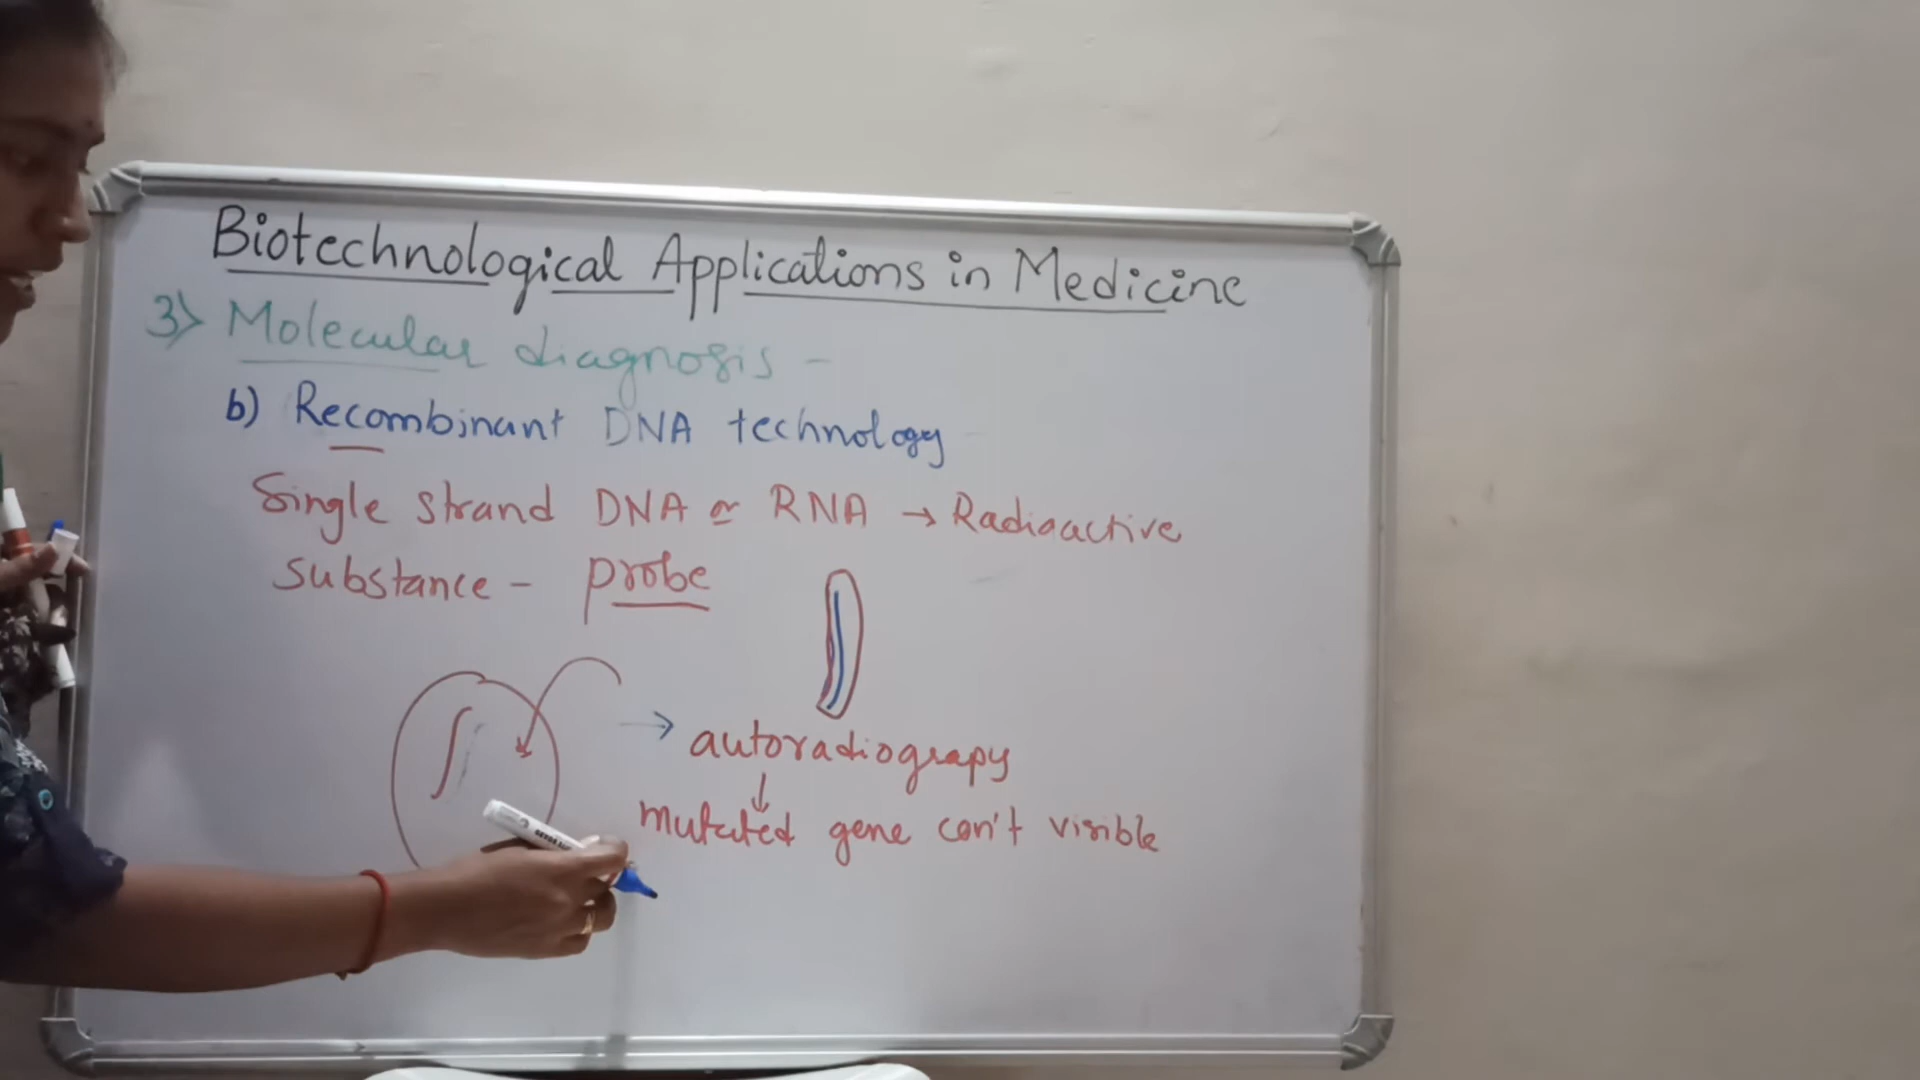 Biotechnological Applications in Medicine
3) Molecular diagnosis -
b) Recombinant DNA technology
Single strand DNA or RNA → Radioactive
substance - probe
→ autoradiograpy
↓
mutated gene can't visible